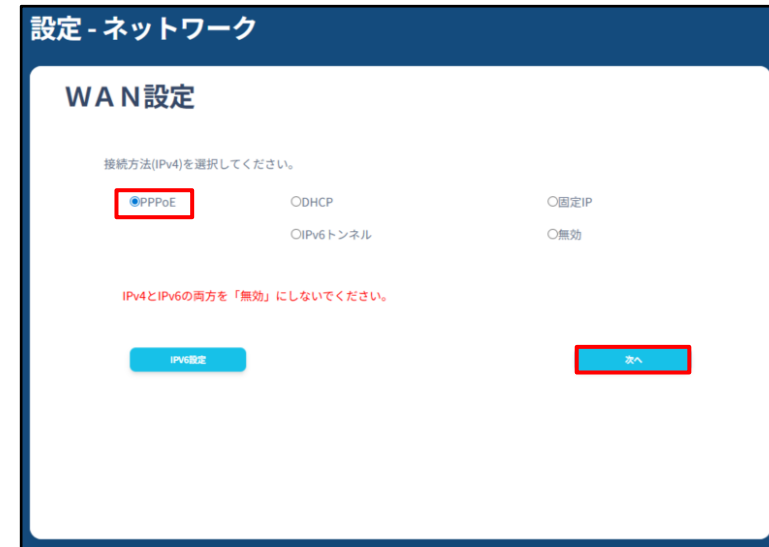 設定 - ネットワーク
ＷＡＮ設定
接続方法(IPv4)を選択してください。
PPPoE
DHCP
固定IP
IPv6トンネル
無効
IPv4とIPv6の両方を「無効」にしないでください。
IPV6設定
次へ